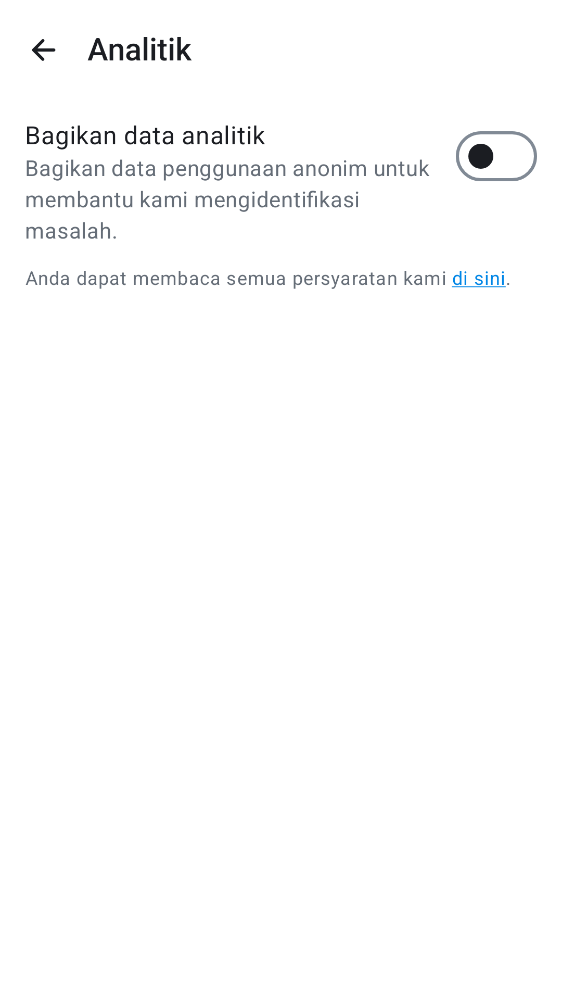 Analitik
Bagikan data analitik
Bagikan data penggunaan anonim untuk
membantu kami mengidentifikasi
masalah.
Anda dapat membaca semua persyaratan kami di sini.